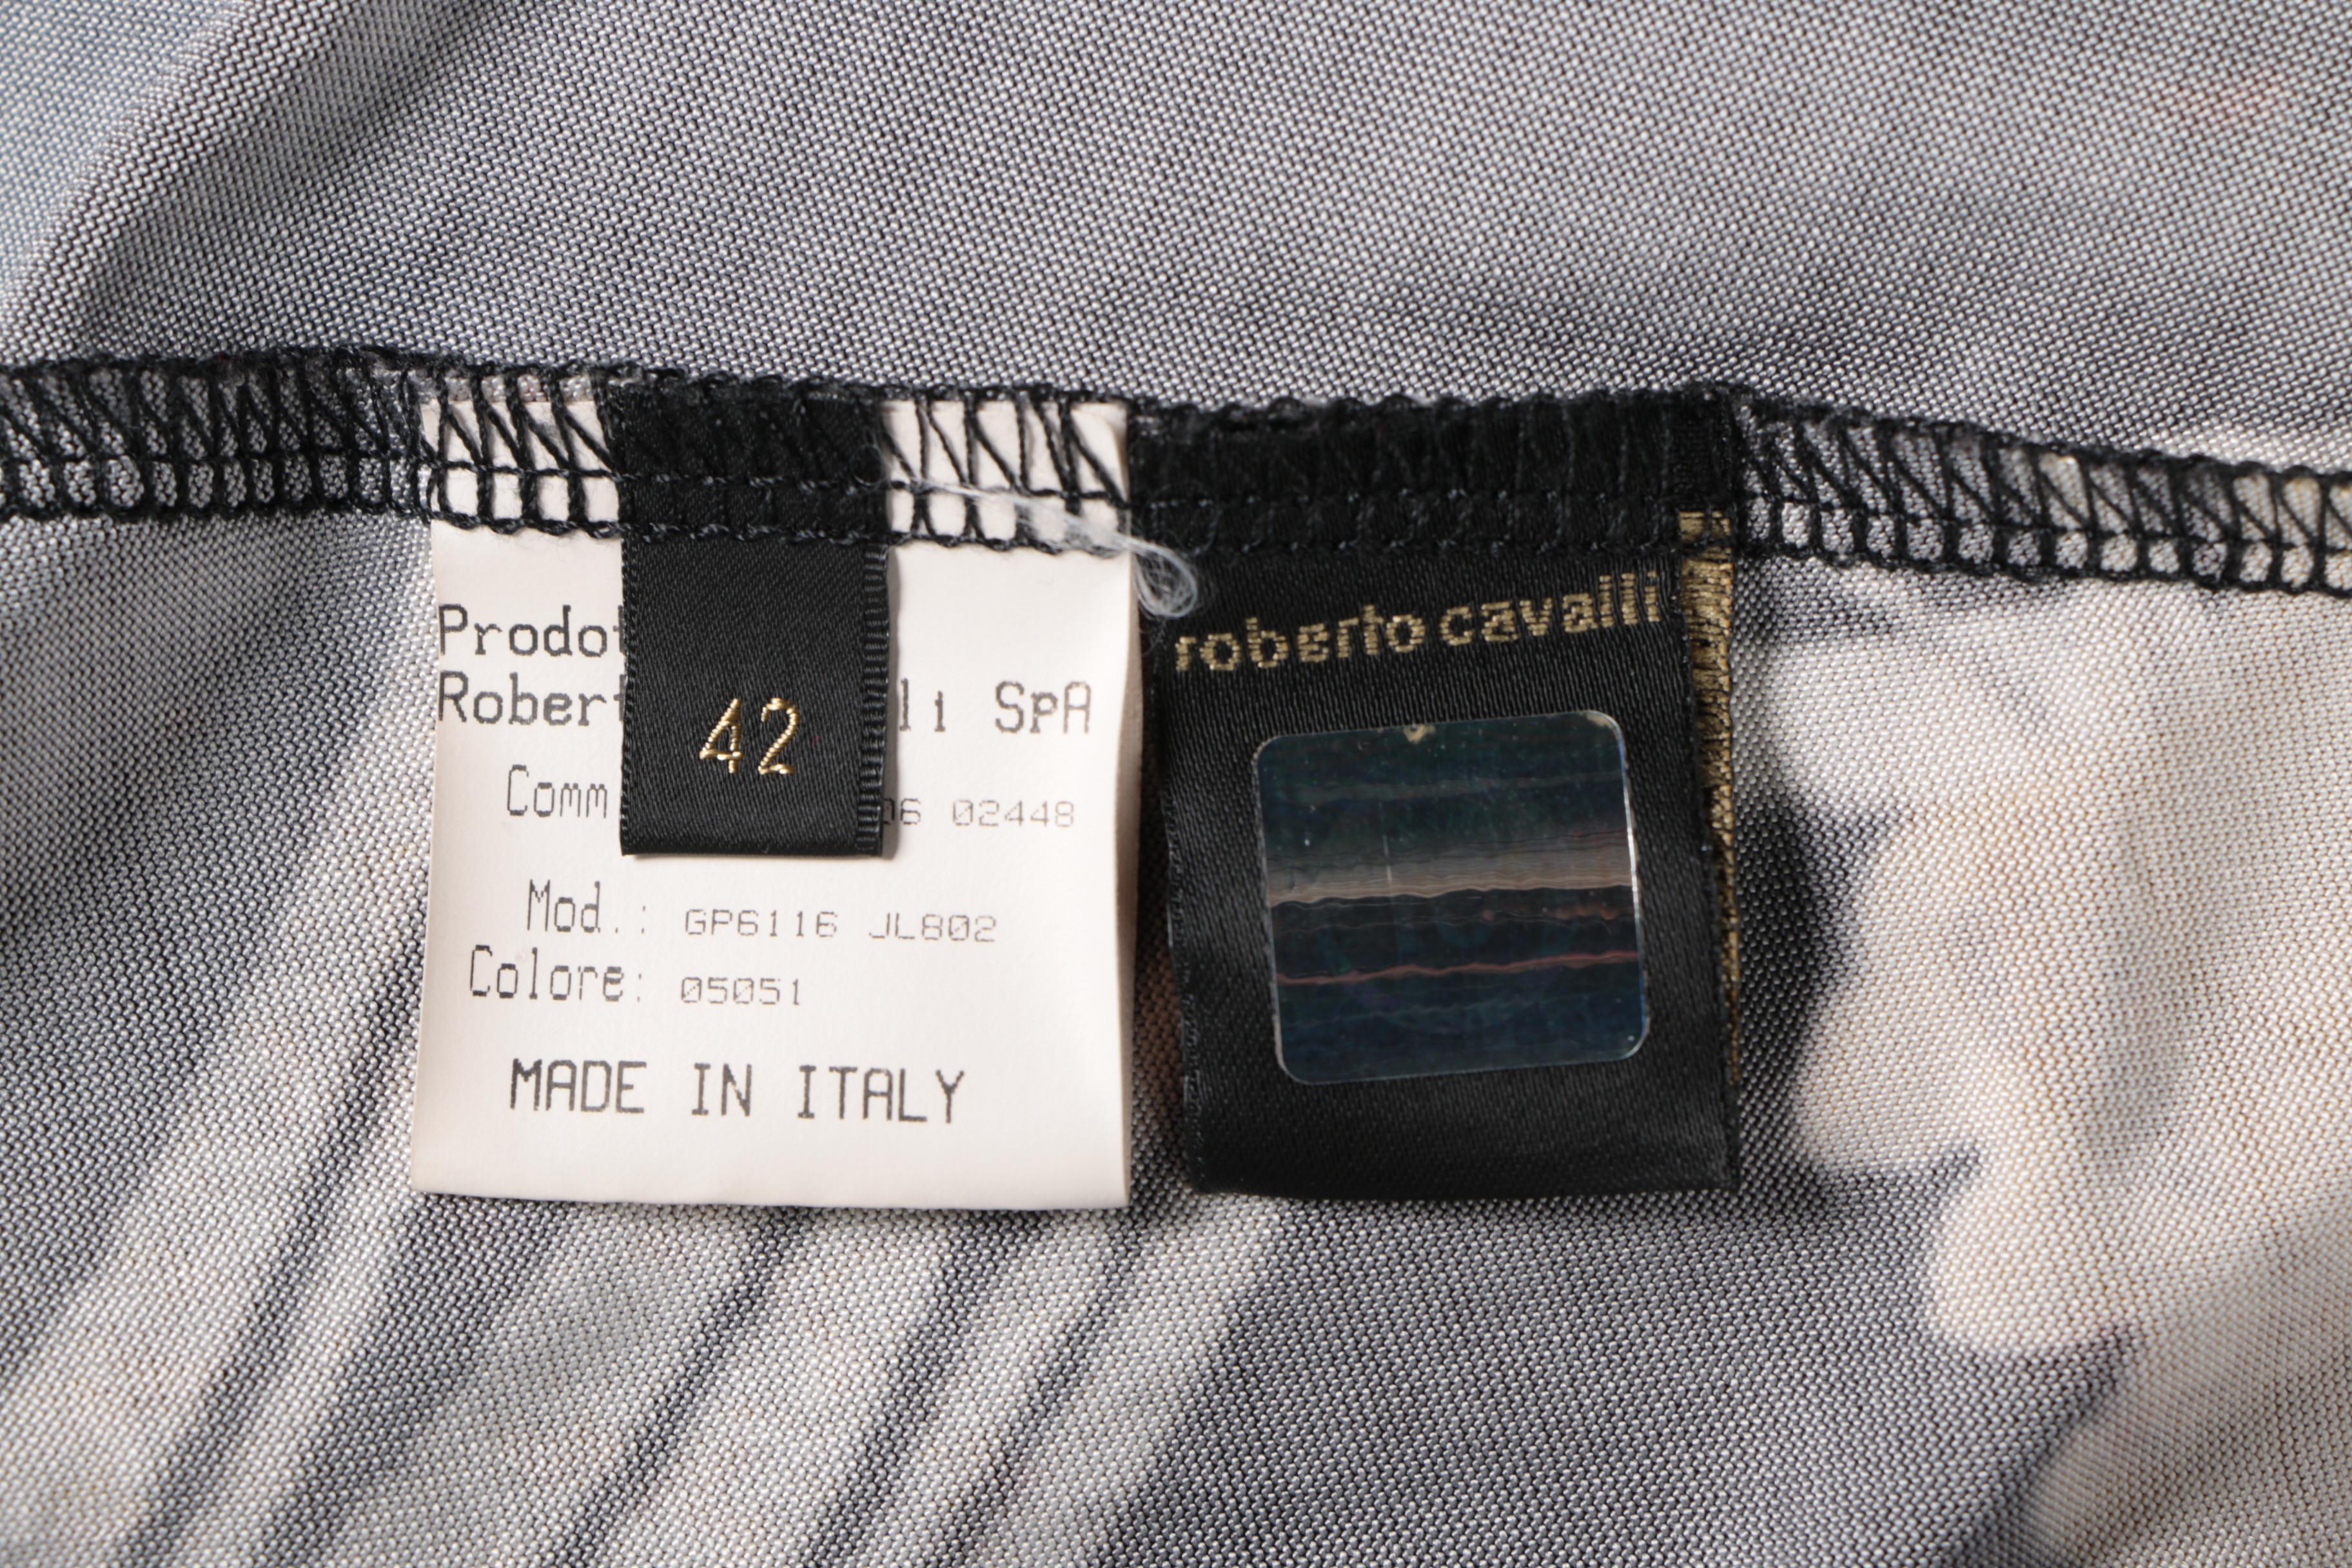 Prodot
Robert li SpA
42
Comm 06 02448
Mod.: GP6116 JL802
Colore: 05051
MADE IN ITALY
roberto cavalli